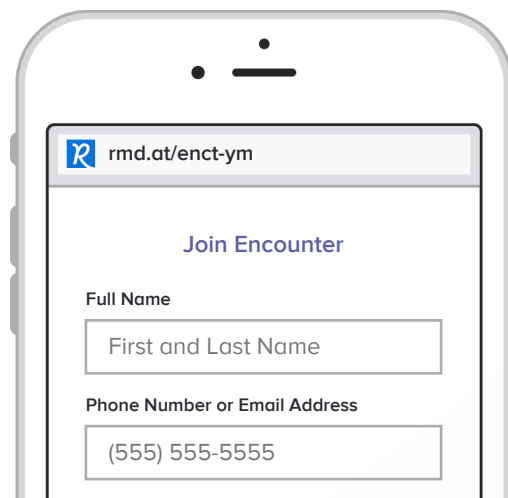 R rmd.at/enct-ym
Join Encounter
Full Name
First and Last Name
Phone Number or Email Address
(555) 555-5555